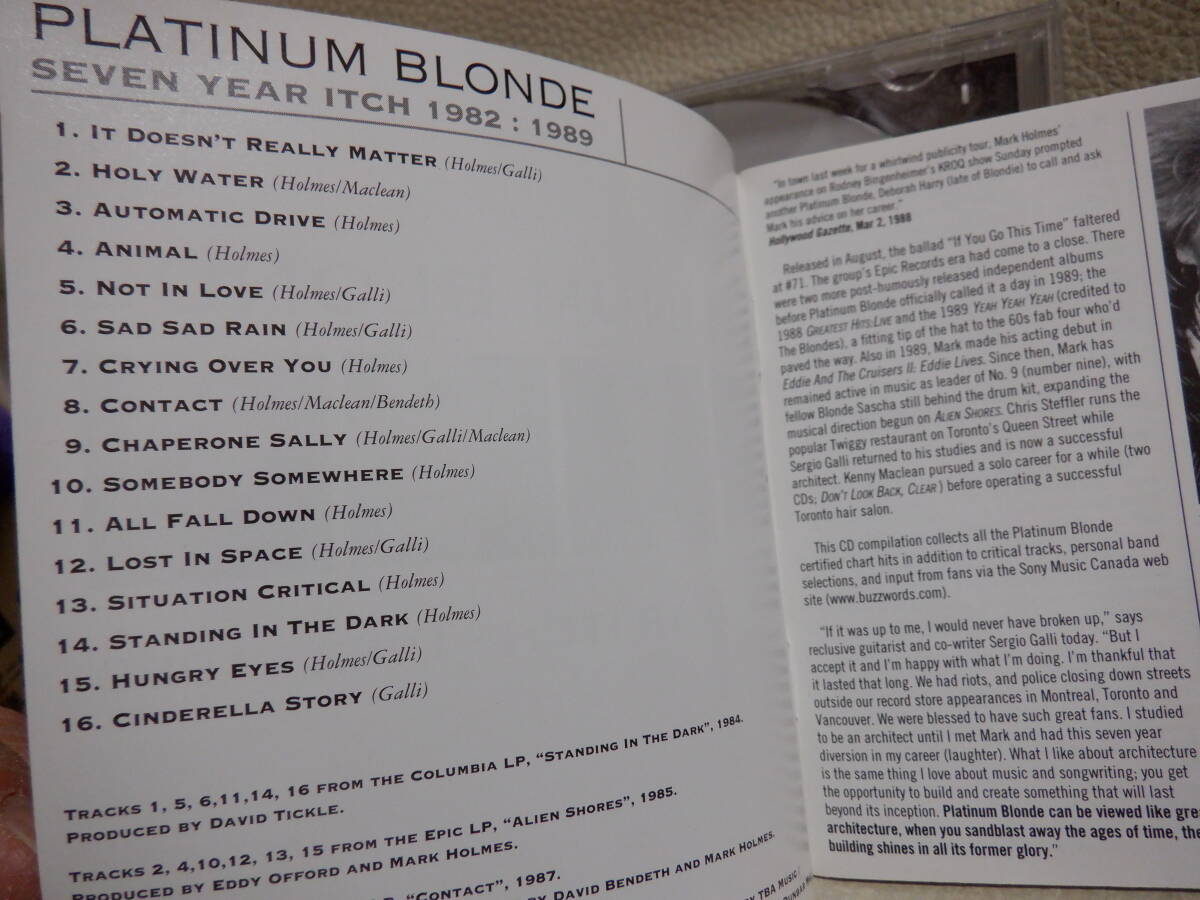 PLATINUM BLONDE
SEVEN YEAR ITCH 1982 : 1989
1. IT DOESN'T REALLY MATTER (Holmes/Galli)
2. HOLY WATER (Holmes/Maclean)
3. AUTOMATIC DRIVE (Holmes)
4. ANIMAL (Holmes)
5. NOT IN LOVE (Holmes/Galli)
6. SAD SAD RAIN (Holmes/Galli)
7. CRYING OVER YOU (Holmes)
8. CONTACT (Holmes/Maclean/Bendeth)
9. CHAPERONE SALLY (Holmes/Galli/Maclean)
10. SOMEBODY SOMEWHERE (Holmes)
11. ALL FALL DOWN (Holmes)
12. LOST IN SPACE (Holmes/Galli)
13. SITUATION CRITICAL (Holmes)
14. STANDING IN THE DARK (Holmes)
15. HUNGRY EYES (Holmes/Galli)
16. CINDERELLA STORY (Galli)
TRACKS 1, 5, 6,11,14, 16 FROM THE COLUMBIA LP, "STANDING IN THE DARK", 1984.
PRODUCED BY DAVID TICKLE.
TRACKS 2, 4,10,12, 13, 15 FROM THE EPIC LP, "ALIEN SHORES", 1985.
PRODUCED BY EDDY OFFORD AND MARK HOLMES.
"CONTACT", 1987.
BY DAVID BENDETH AND MARK HOLMES.
BY TBA MUSIC /
"In town last week for a whirlwind publicity tour, Mark Holmes'
appearance on Rodney Bingenheimer's KROQ show Sunday prompted
another Platinum Blonde, Deborah Harry (late of Blondie) to call and ask
Mark his advice on her career."
Hollywood Gazette, Mar 2, 1988
Released in August, the ballad "If You Go This Time" faltered
at #71. The group's Epic Records era had come to a close. There
were two more post-humously released independent albums
before Platinum Blonde officially called it a day in 1989; the
1988 GREATEST HITS:LIVE and the 1989 YEAH YEAH YEAH (credited to
The Blondes), a fitting tip of the hat to the 60s fab four who'd
paved the way. Also in 1989, Mark made his acting debut in
Eddie And The Cruisers II: Eddie Lives. Since then, Mark has
remained active in music as leader of No. 9 (number nine), with
fellow Blonde Sascha still behind the drum kit, expanding the
musical direction begun on ALIEN SHORES. Chris Steffler runs the
popular Twiggy restaurant on Toronto's Queen Street while
Sergio Galli returned to his studies and is now a successful
architect. Kenny Maclean pursued a solo career for a while (two
CDs; DON'T LOOK BACK, CLEAR ) before operating a successful
Toronto hair salon.
This CD compilation collects all the Platinum Blonde
certified chart hits in addition to critical tracks, personal band
selections, and input from fans via the Sony Music Canada web
site (www.buzzwords.com).
"If it was up to me, I would never have broken up," says
reclusive guitarist and co-writer Sergio Galli today. "But I
accept it and I'm happy with what I'm doing. I'm thankful that
it lasted that long. We had riots, and police closing down streets
outside our record store appearances in Montreal, Toronto and
Vancouver. We were blessed to have such great fans. I studied
to be an architect until I met Mark and had this seven year
diversion in my career (laughter). What I like about architecture
is the same thing I love about music and songwriting; you get
the opportunity to build and create something that will last
beyond its inception. Platinum Blonde can be viewed like grea
architecture, when you sandblast away the ages of time, the
building shines in all its former glory."